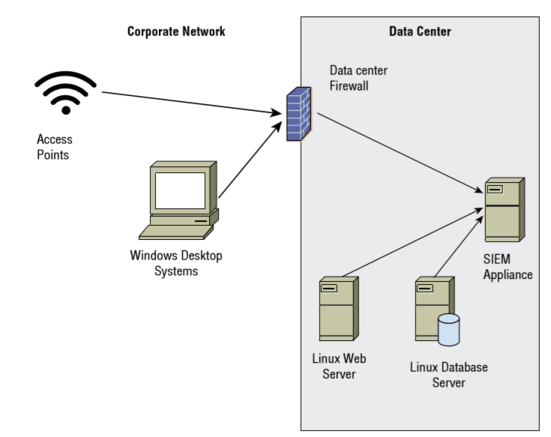 Corporate Network
Data Center
Data center
Firewall
Access
Points
Windows Desktop
Systems
SIEM
Appliance
Linux Web
Server
Linux Database
Server